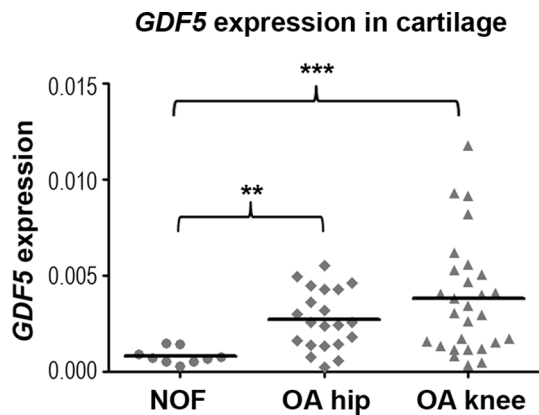 GDF5 expression in cartilage
***
0.015
0.010
0.005
0.000
**
GDF5 expression
NOF OA hip OA knee